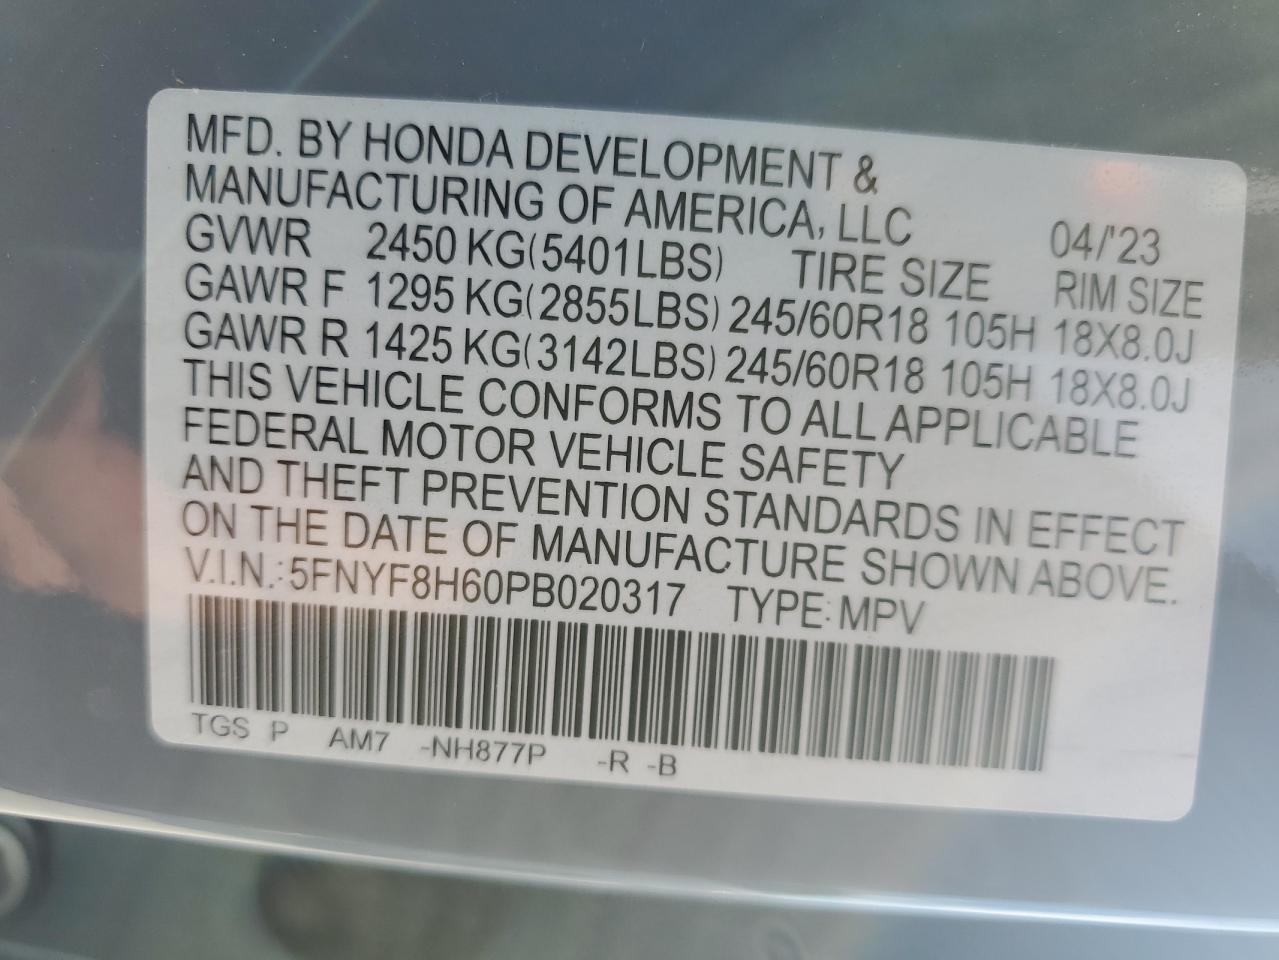 MFD. BY HONDA DEVELOPMENT &
MANUFACTURING OF AMERICA, LLC 04/'23
GVWR 2450 KG(5401LBS) TIRE SIZE RIM SIZE
GAWR F 1295 KG(2855LBS) 245/60R18 105H 18X8.0J
GAWR R 1425 KG(3142LBS) 245/60R18 105H 18X8.0J
THIS VEHICLE CONFORMS TO ALL APPLICABLE
FEDERAL MOTOR VEHICLE SAFETY
AND THEFT PREVENTION STANDARDS IN EFFECT
ON THE DATE OF MANUFACTURE SHOWN ABOVE.
V.I.N.:5FNYF8H60PB020317 TYPE:MPV
TGS P AM7 -NH877P -R -B